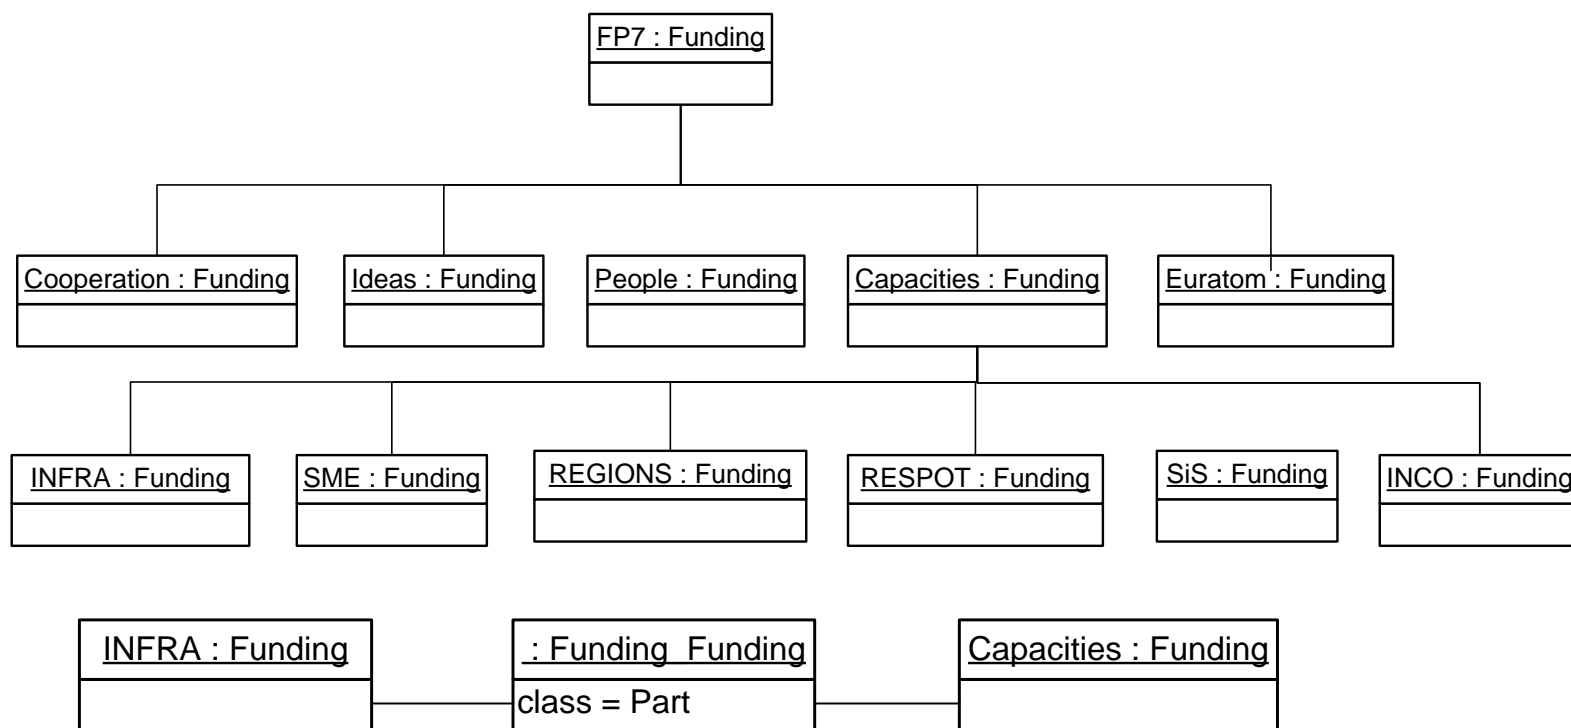 FP7 : Funding
Cooperation : Funding
Ideas : Funding
People : Funding
Capacities : Funding
Euratom : Funding
INFRA : Funding
SME : Funding
REGIONS : Funding
RESPOT : Funding
SiS : Funding
INCO : Funding
INFRA : Funding
: Funding_Funding
Capacities : Funding
class = Part